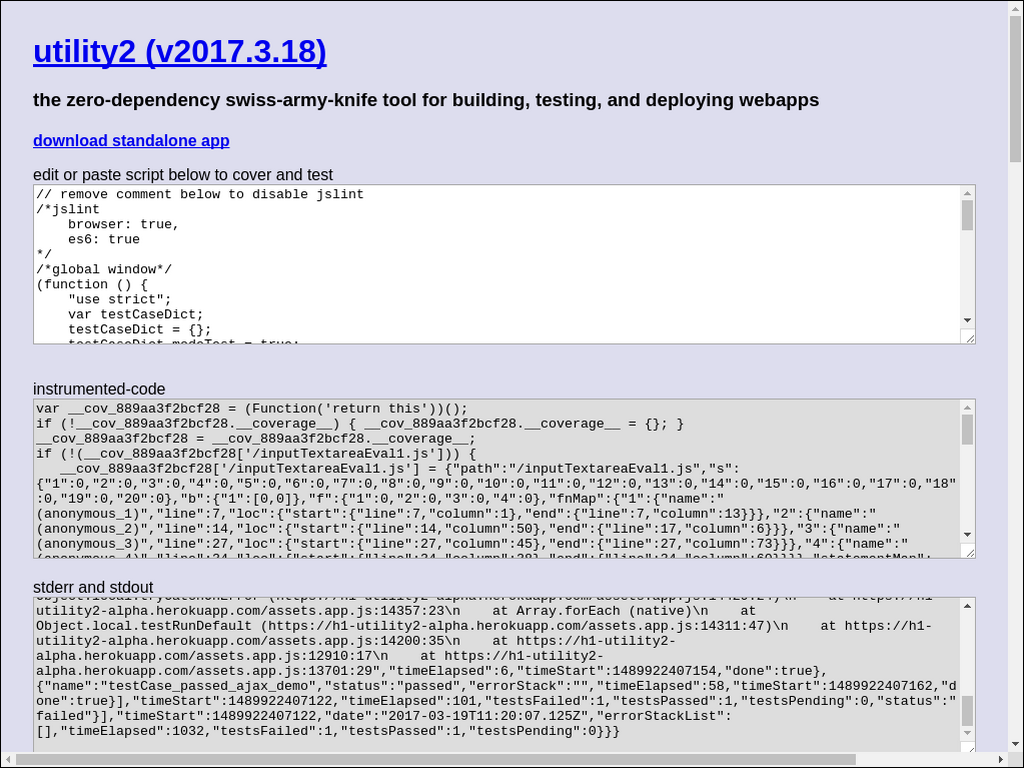 utility2 (v2017.3.18)
the zero-dependency swiss-army-knife tool for building, testing, and deploying webapps
download standalone app
edit or paste script below to cover and test
// remove comment below to disable jslint
/*jslint
    browser: true,
    es6: true
*/
/*global window*/
(function () {
    "use strict";
    var testCaseDict;
    testCaseDict = {};
    testCaseDict.modeTest = true;
instrumented-code
var __cov_889aa3f2bcf28 = (Function('return this'))();
if (!__cov_889aa3f2bcf28.__coverage__) { __cov_889aa3f2bcf28.__coverage__ = {}; }
__cov_889aa3f2bcf28 = __cov_889aa3f2bcf28.__coverage__;
if (!(__cov_889aa3f2bcf28['/inputTextareaEval1.js'])) {
   __cov_889aa3f2bcf28['/inputTextareaEval1.js'] = {"path":"/inputTextareaEval1.js","s":
{"1":0,"2":0,"3":0,"4":0,"5":0,"6":0,"7":0,"8":0,"9":0,"10":0,"11":0,"12":0,"13":0,"14":0,"15":0,"16":0,"17":0,"18"
:0,"19":0,"20":0},"b":{"1":[0,0]},"f":{"1":0,"2":0,"3":0,"4":0},"fnMap":{"1":{"name":"
(anonymous_1)","line":7,"loc":{"start":{"line":7,"column":1},"end":{"line":7,"column":13}}},"2":{"name":"
(anonymous_2)","line":14,"loc":{"start":{"line":14,"column":50},"end":{"line":17,"column":6}}},"3":{"name":"
(anonymous_3)","line":27,"loc":{"start":{"line":27,"column":45},"end":{"line":27,"column":73}}},"4":{"name":"
stderr and stdout
utility2-alpha.herokuapp.com/assets.app.js:14357:23\n    at Array.forEach (native)\n    at
Object.local.testRunDefault (https://h1-utility2-alpha.herokuapp.com/assets.app.js:14311:47)\n    at https://h1-
utility2-alpha.herokuapp.com/assets.app.js:14200:35\n    at https://h1-utility2-
alpha.herokuapp.com/assets.app.js:12910:17\n    at https://h1-utility2-
alpha.herokuapp.com/assets.app.js:13701:29","timeElapsed":6,"timeStart":1489922407154,"done":true},
{"name":"testCase_passed_ajax_demo","status":"passed","errorStack":"","timeElapsed":58,"timeStart":1489922407162,"d
one":true}],"timeStart":1489922407122,"timeElapsed":101,"testsFailed":1,"testsPassed":1,"testsPending":0,"status":"
failed"}],"timeStart":1489922407122,"date":"2017-03-19T11:20:07.125Z","errorStackList":
[],"timeElapsed":1032,"testsFailed":1,"testsPassed":1,"testsPending":0}}}